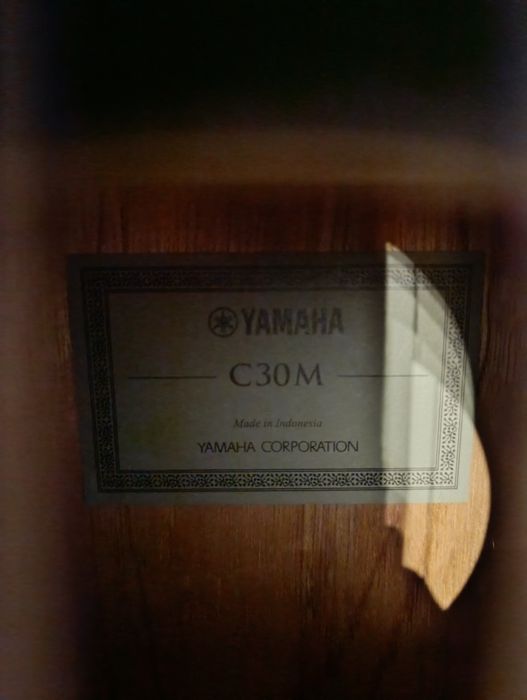 YAMAHA
C30M
Made in Indonesia
YAMAHA CORPORATION